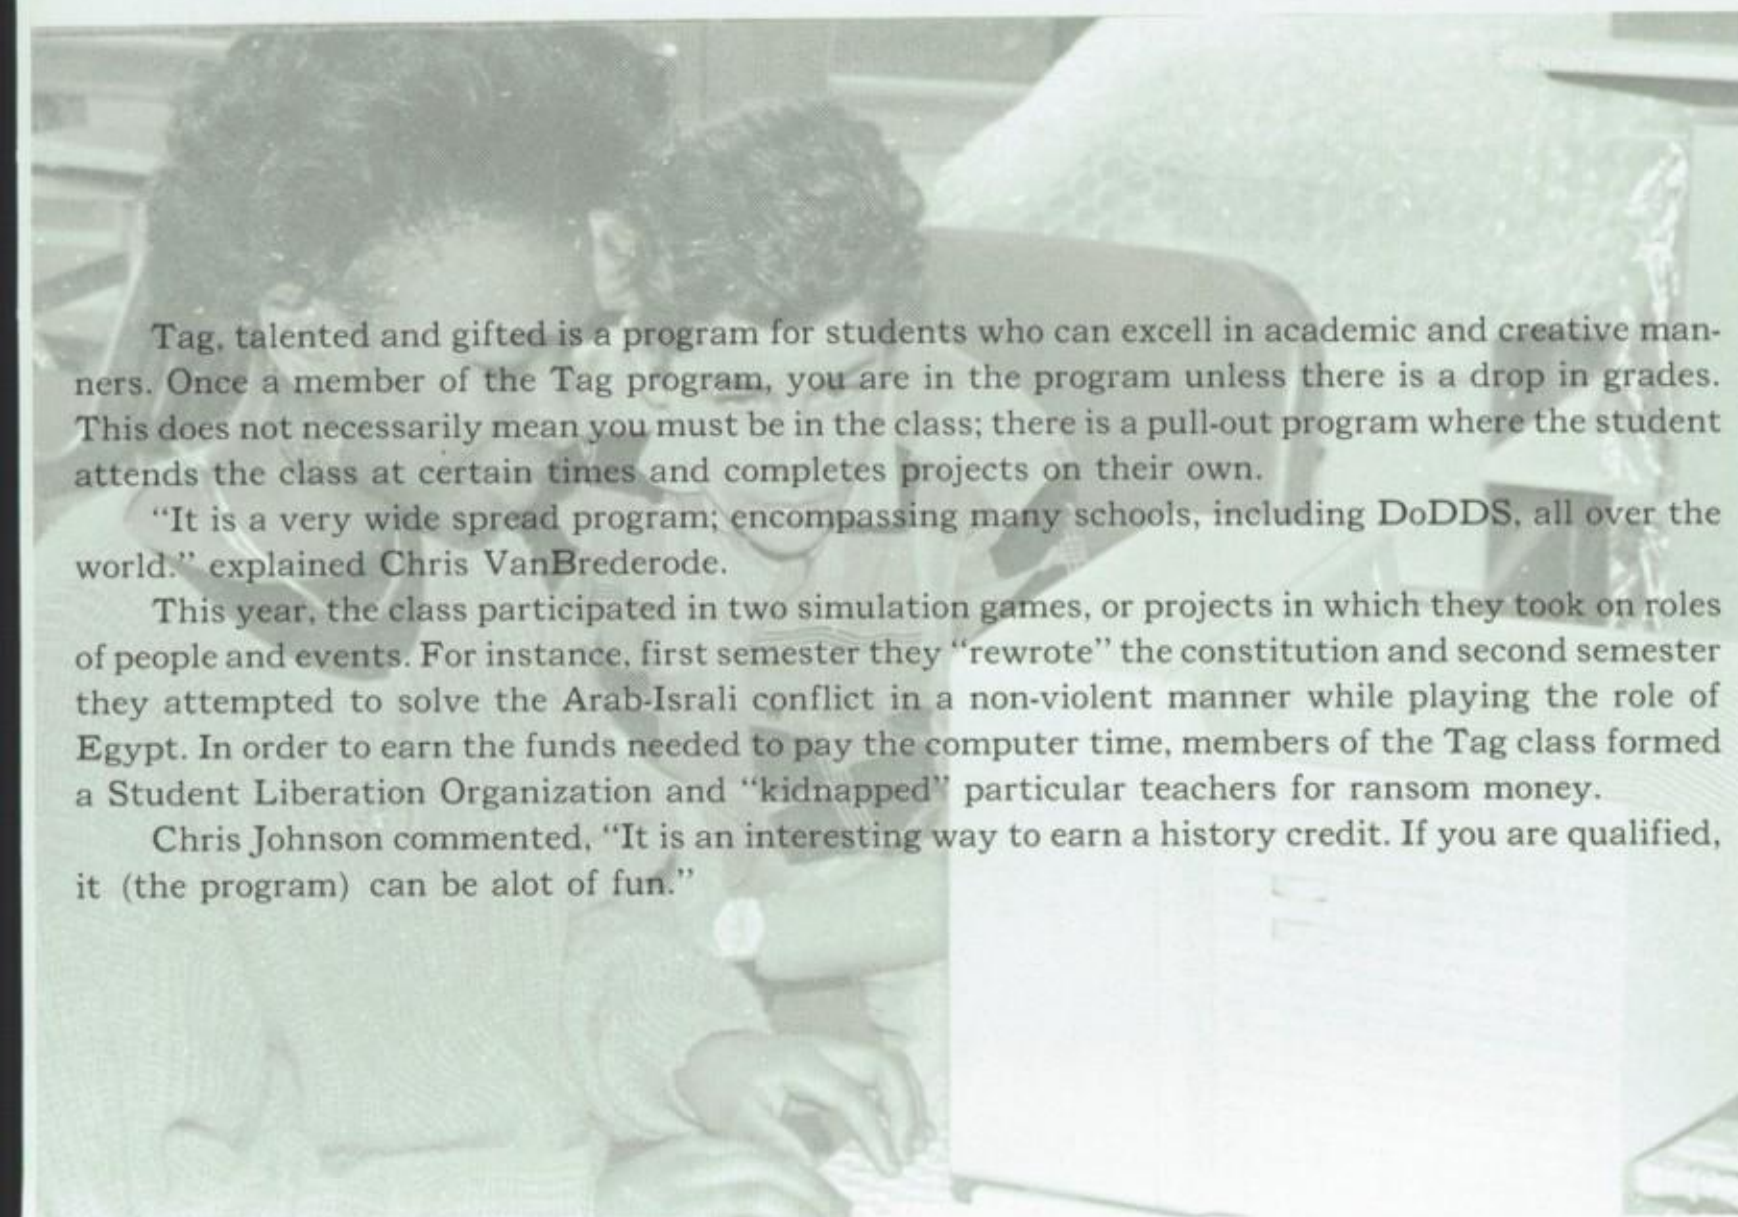 Tag, talented and gifted is a program for students who can excell in academic and creative man-
ners. Once a member of the Tag program, you are in the program unless there is a drop in grades.
This does not necessarily mean you must be in the class; there is a pull-out program where the student
attends the class at certain times and completes projects on their own.
“It is a very wide spread program; encompassing many schools, including DoDDS, all over the
world.” explained Chris VanBrederode.
This year, the class participated in two simulation games, or projects in which they took on roles
of people and events. For instance, first semester they “rewrote” the constitution and second semester
they attempted to solve the Arab-Israli conflict in a non-violent manner while playing the role of
Egypt. In order to earn the funds needed to pay the computer time, members of the Tag class formed
a Student Liberation Organization and “kidnapped” particular teachers for ransom money.
Chris Johnson commented, “It is an interesting way to earn a history credit. If you are qualified,
it (the program) can be alot of fun.”